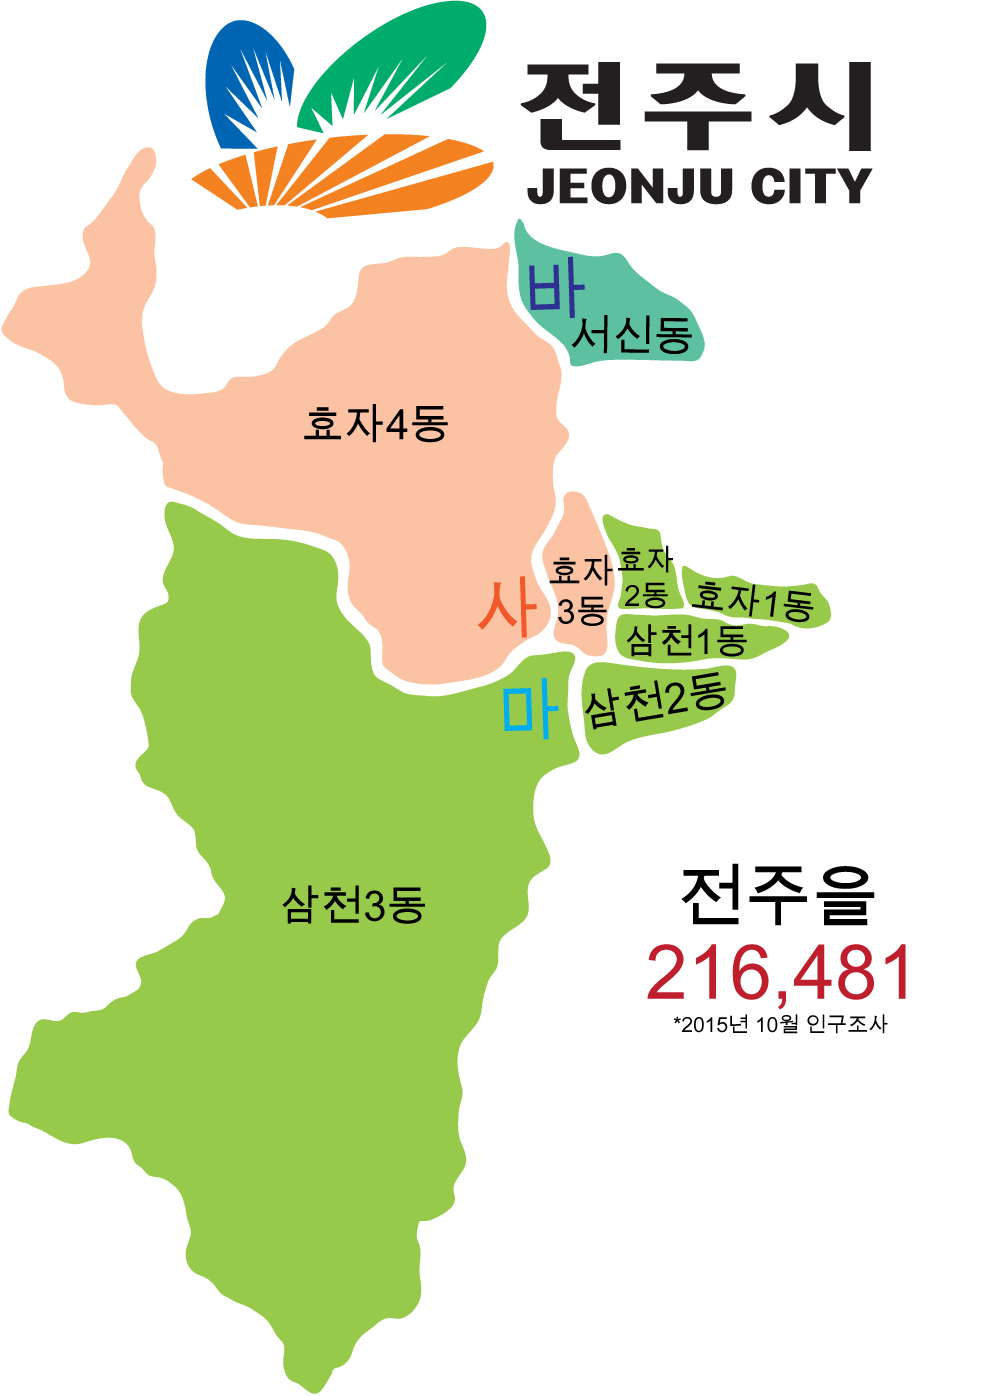 전주시
JEONJU CITY
바
서신동
효자4동
사
효자
3동
효자
2동
효자1동
삼천1동
마
삼천2동
삼천3동
전주을
216,481
*2015년 10월 인구조사